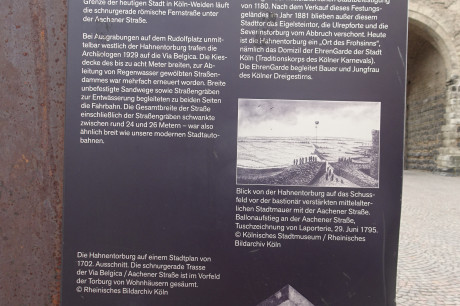 Grenze der heutigen Stadt in Köln-Weiden läuft
die schnurgerade römische Fernstraße unter
der Aachener Straße.
Bei Ausgrabungen auf dem Rudolfplatz unmit-
telbar westlich der Hahnentorburg trafen die
Archäologen 1929 auf die Via Belgica. Die Kies-
decke des bis zu acht Meter breiten, zur Ab-
leitung von Regenwasser gewölbten Straßen-
dammes war mehrfach erneuert worden. Breite
unbefestigte Sandwege sowie Straßengräben
zur Entwässerung begleiteten zu beiden Seiten
die Fahrbahn. Die Gesamtbreite der Straße
einschließlich der Straßengräben schwankte
zwischen rund 24 und 26 Metern – war also
ähnlich breit wie unsere modernen Stadtauto-
bahnen.
Die Hahnentorburg auf einem Stadtplan von
1702. Ausschnitt. Die schnurgerade Trasse
der Via Belgica / Aachener Straße ist im Vorfeld
der Torburg von Wohnhäusern gesäumt.
© Rheinisches Bildarchiv Köln
von 1180. Nach dem Verkauf dieses Festungs-
geländes im Jahr 1881 blieben außer diesem
Stadttor das Eigelsteintor, die Ulrepforte und die
Severinstorburg vom Abbruch verschont. Heute
ist die Hahnentorburg ein „Ort des Frohsinns“,
nämlich das Domizil der EhrenGarde der Stadt
Köln (Traditionskorps des Kölner Karnevals).
Die EhrenGarde begleitet Bauer und Jungfrau
des Kölner Dreigestirns.
Blick von der Hahnentorburg auf das Schuss-
feld vor der bastionär verstärkten mittelalter-
lichen Stadtmauer mit der Aachener Straße.
Ballonaufstieg an der Aachener Straße,
Tuschzeichnung von Laporterie, 29. Juni 1795.
© Kölnisches Stadtmuseum / Rheinisches
Bildarchiv Köln